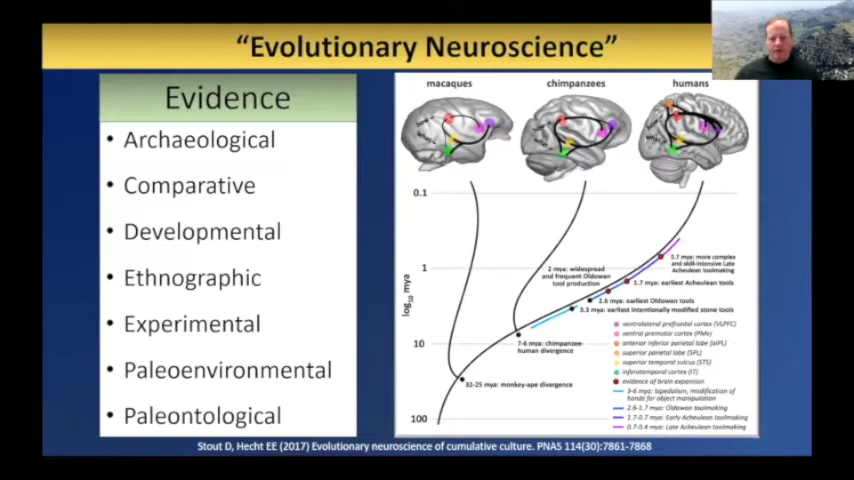 “Evolutionary Neuroscience”
Evidence
• Archaeological
• Comparative
• Developmental
• Ethnographic
• Experimental
• Paleoenvironmental
• Paleontological
macaques
chimpanzees
humans
how
what
how
what
how
what
0.1
1
10
100
log10 mya
0.7 mya: more complex
and skill-intensive Late
Acheulean toolmaking
2 mya: widespread
and frequent Oldowan
tool production
1.7 mya: earliest Acheulean tools
2.6 mya: earliest Oldowan tools
3.3 mya: earliest intentionally modified stone tools
7-6 mya: chimpanzee-
human divergence
32-25 mya: monkey-ape divergence
ventrolateral prefrontal cortex (VLPFC)
ventral premotor cortex (PMv)
anterior inferior parietal lobe (aIPL)
superior parietal lobe (SPL)
superior temporal sulcus (STS)
inferotemporal cortex (IT)
evidence of brain expansion
3-6 mya: bipedalism, modification of
hands for object manipulation
2.6-1.7 mya: Oldowan toolmaking
1.7-0.7 mya: Early Acheulean toolmaking
0.7-0.4 mya: Late Acheulean toolmaking
Stout D, Hecht EE (2017) Evolutionary neuroscience of cumulative culture. PNAS 114(30):7861-7868